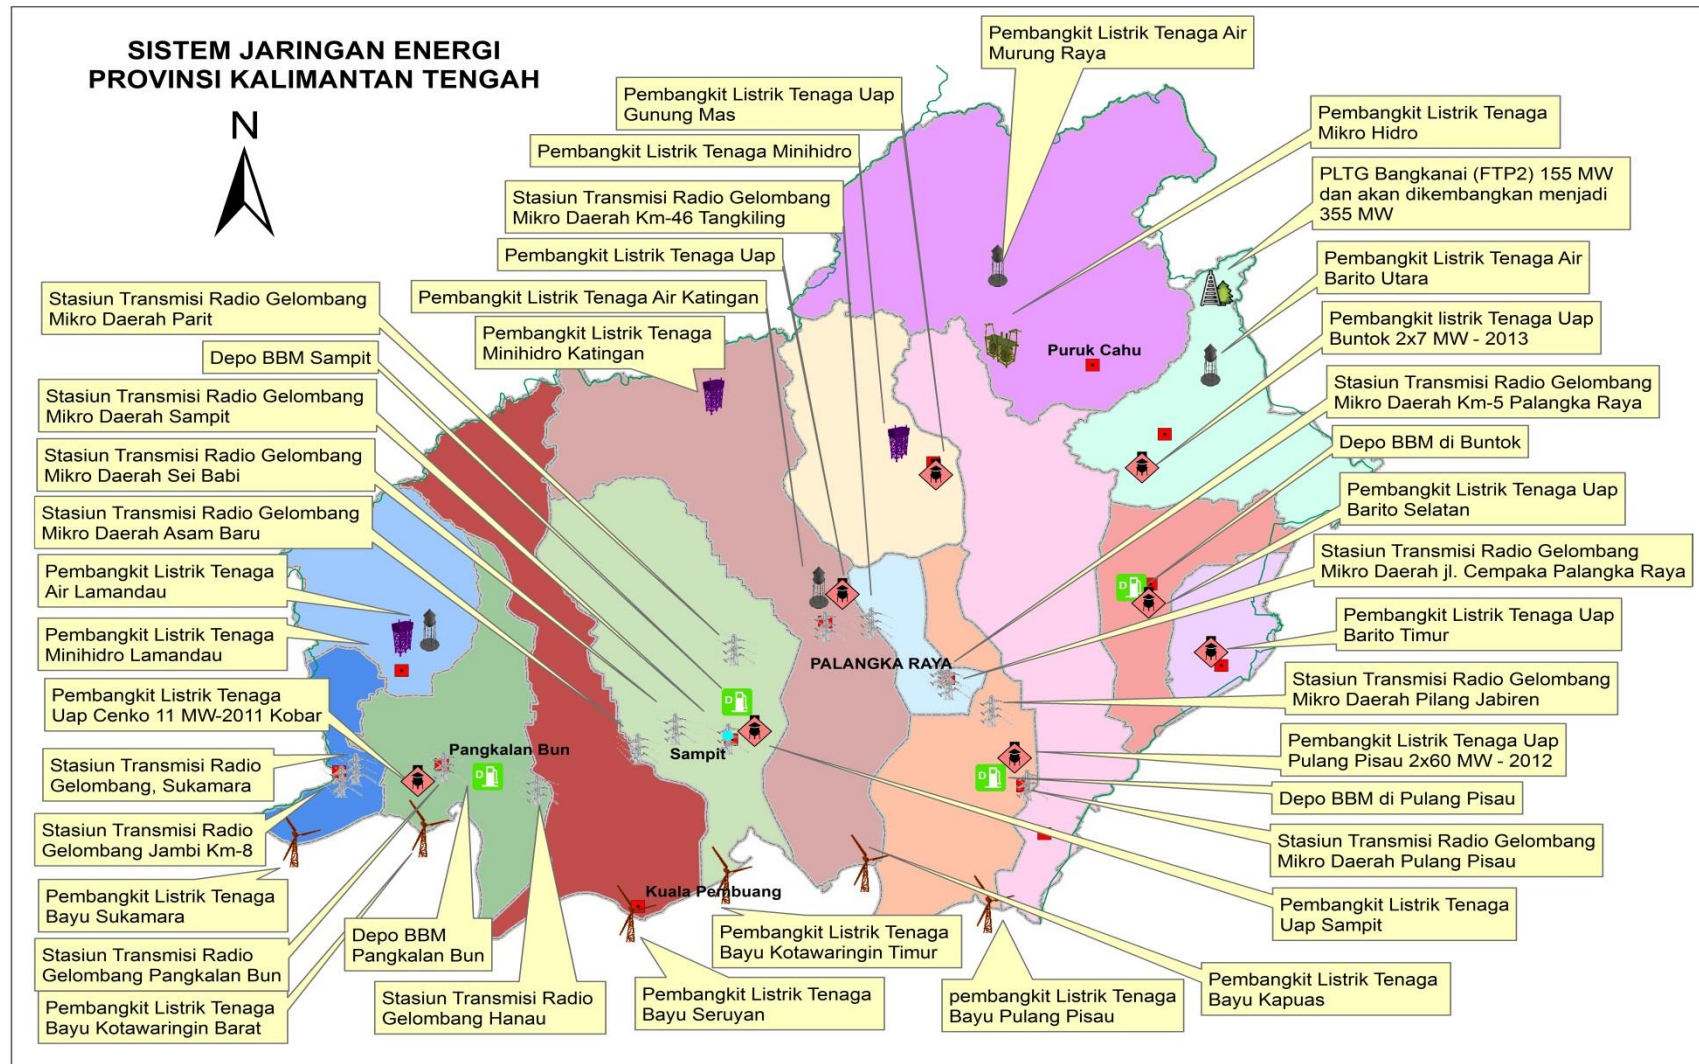 SISTEM JARINGAN ENERGI
PROVINSI KALIMANTAN TENGAH
N
Pembangkit Listrik Tenaga Air
Murung Raya
Pembangkit Listrik Tenaga Uap
Gunung Mas
Pembangkit Listrik Tenaga Minihidro
Stasiun Transmisi Radio Gelombang
Mikro Daerah Km-46 Tangkiling
Pembangkit Listrik Tenaga Uap
Pembangkit Listrik Tenaga Air Katingan
Pembangkit Listrik Tenaga
Minihidro Katingan
Stasiun Transmisi Radio Gelombang
Mikro Daerah Parit
Depo BBM Sampit
Stasiun Transmisi Radio Gelombang
Mikro Daerah Sampit
Stasiun Transmisi Radio Gelombang
Mikro Daerah Sei Babi
Stasiun Transmisi Radio Gelombang
Mikro Daerah Asam Baru
Pembangkit Listrik Tenaga
Air Lamandau
Pembangkit Listrik Tenaga
Minihidro Lamandau
Pembangkit Listrik Tenaga
Uap Cenko 11 MW-2011 Kobar
Stasiun Transmisi Radio
Gelombang, Sukamara
Stasiun Transmisi Radio
Gelombang Jambi Km-8
Pembangkit Listrik Tenaga
Bayu Sukamara
Stasiun Transmisi Radio
Gelombang Pangkalan Bun
Pembangkit Listrik Tenaga
Bayu Kotawaringin Barat
Depo BBM
Pangkalan Bun
Stasiun Transmisi Radio
Gelombang Hanau
Pembangkit Listrik Tenaga
Bayu Seruyan
Pembangkit Listrik Tenaga
Bayu Kotawaringin Timur
pembangkit Listrik Tenaga
Bayu Pulang Pisau
Pembangkit Listrik Tenaga
Bayu Kapuas
Pembangkit Listrik Tenaga
Mikro Hidro
PLTG Bangkanai (FTP2) 155 MW
dan akan dikembangkan menjadi
355 MW
Pembangkit Listrik Tenaga Air
Barito Utara
Pembangkit listrik Tenaga Uap
Buntok 2x7 MW - 2013
Stasiun Transmisi Radio Gelombang
Mikro Daerah Km-5 Palangka Raya
Depo BBM di Buntok
Pembangkit Listrik Tenaga Uap
Barito Selatan
Stasiun Transmisi Radio Gelombang
Mikro Daerah jl. Cempaka Palangka Raya
Pembangkit Listrik Tenaga Uap
Barito Timur
Stasiun Transmisi Radio Gelombang
Mikro Daerah Pilang Jabiren
Pembangkit Listrik Tenaga Uap
Pulang Pisau 2x60 MW - 2012
Depo BBM di Pulang Pisau
Stasiun Transmisi Radio Gelombang
Mikro Daerah Pulang Pisau
Pembangkit Listrik Tenaga
Uap Sampit
Puruk Cahu
PALANGKA RAYA
Pangkalan Bun
Sampit
Kuala Pembuang
D
D
D
D